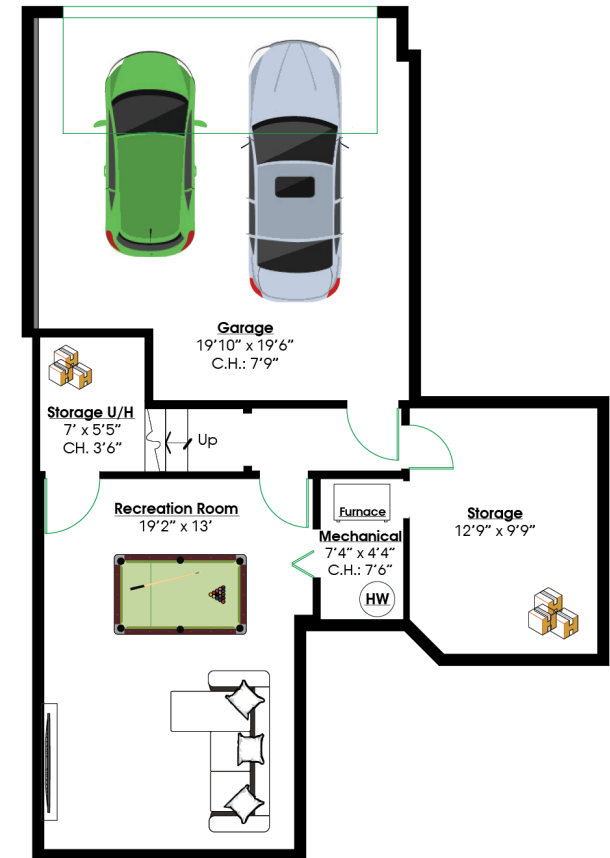 Garage
19'10” x 19'6”
C.H.: 7'9”
Storage U/H
7' x 5'5”
CH. 3'6”
Up
Recreation Room
19'2” x 13'
Furnace
Mechanical
7'4” x 4'4”
C.H.: 7'6”
HW
Storage
12'9” x 9'9”